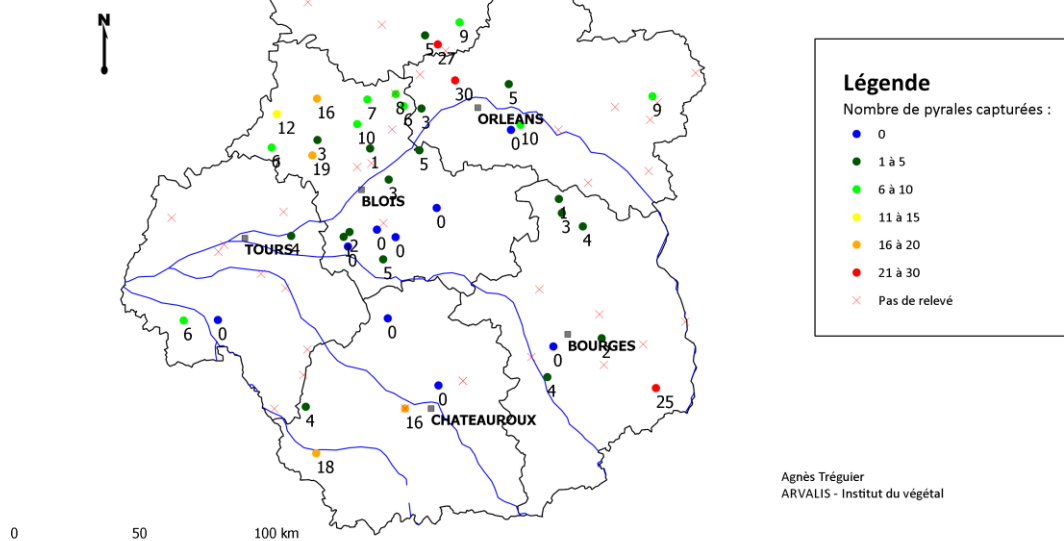 N
9
5
27
30
5
8
7
6
3
16
12
10
ORLEANS
0
10
9
6
3
19
1
5
3
BLOIS
0
3
4
TOURS
4
2
0
0
0
5
6
0
0
BOURGES
2
0
4
25
0
4
16
CHATEAUROUX
18
0
50
100 km
Légende
Nombre de pyrales capturées :
0
1 à 5
6 à 10
11 à 15
16 à 20
21 à 30
Pas de relevé
Agnès Tréguier
ARVALIS - Institut du végétal